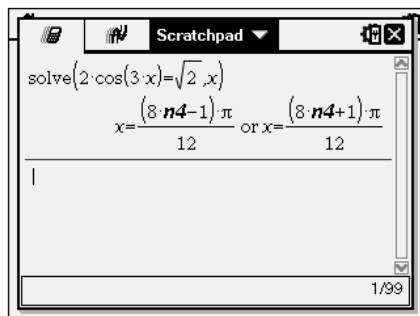 Scratchpad
solve(2·cos(3·x)=√2,x)
x=(8·n4−1)·π/12 or x=(8·n4+1)·π/12
1/99